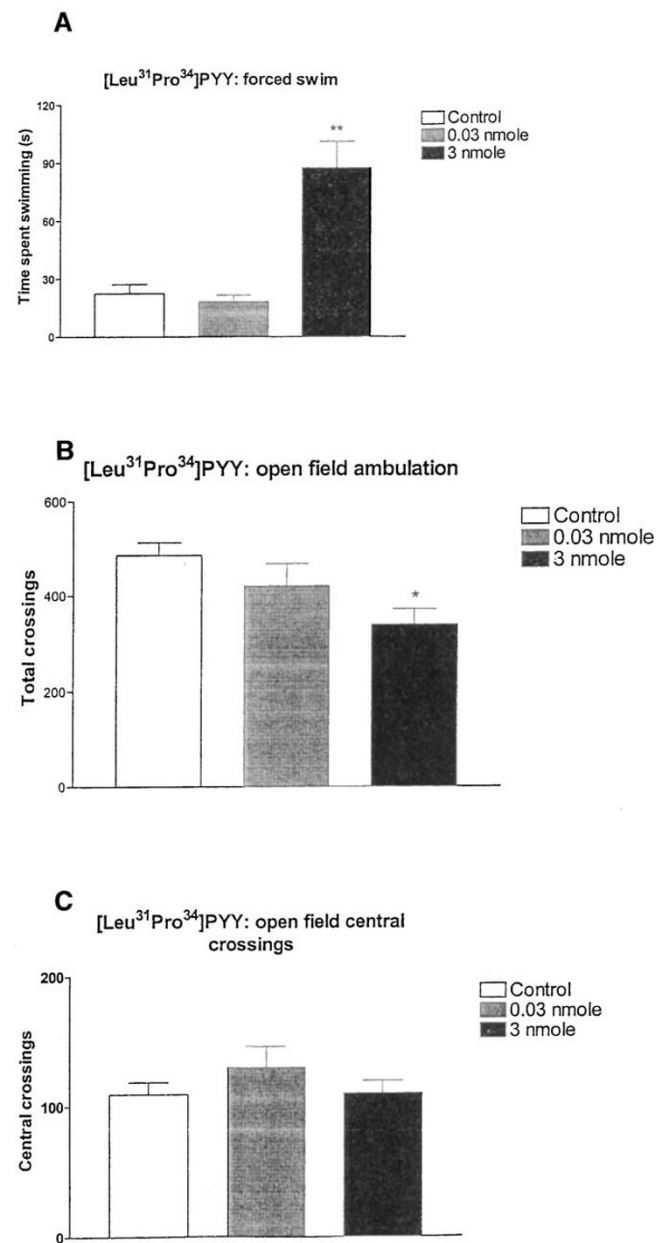 A
[Leu³¹Pro³⁴]PYY: forced swim
120
90
60
30
0
Time spent swimming (s)
**
Control
0.03 nmole
3 nmole
B
[Leu³¹Pro³⁴]PYY: open field ambulation
600
400
200
0
Total crossings
*
Control
0.03 nmole
3 nmole
C
[Leu³¹Pro³⁴]PYY: open field central
crossings
200
100
0
Central crossings
Control
0.03 nmole
3 nmole